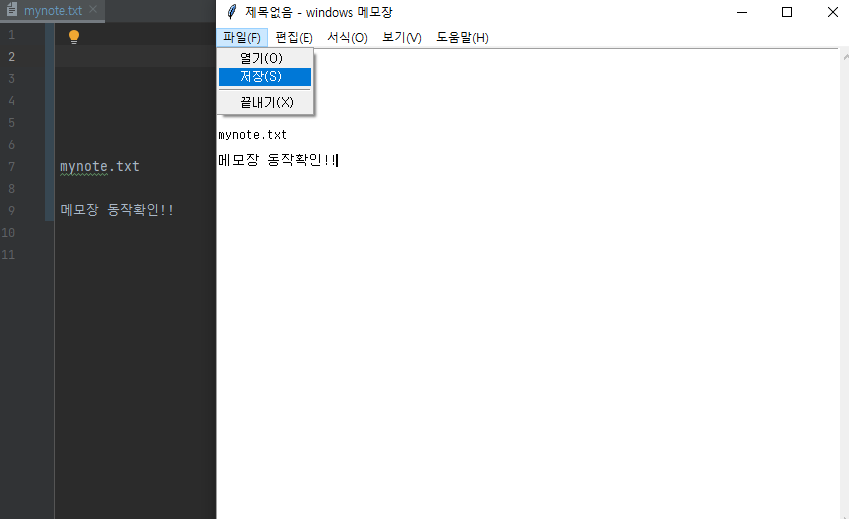 mynote.txt
1
2
3
4
5
6
7 mynote.txt
8
9 메모장 동작확인!!
10
11
제목없음 - windows 메모장
파일(F) 편집(E) 서식(O) 보기(V) 도움말(H)
열기(O)
저장(S)
끝내기(X)
mynote.txt
메모장 동작확인!!